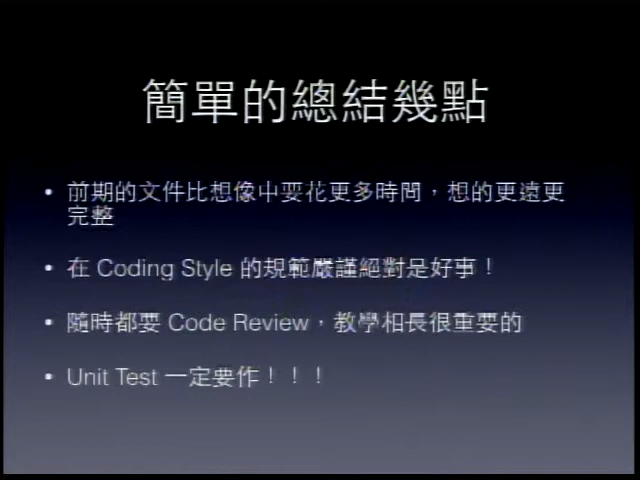 簡單的總結幾點
• 前期的文件比想像中要花更多時間，想的更遠更
完整
• 在 Coding Style 的規範嚴謹絕對是好事！
• 隨時都要 Code Review，教學相長很重要的
• Unit Test 一定要作！！！